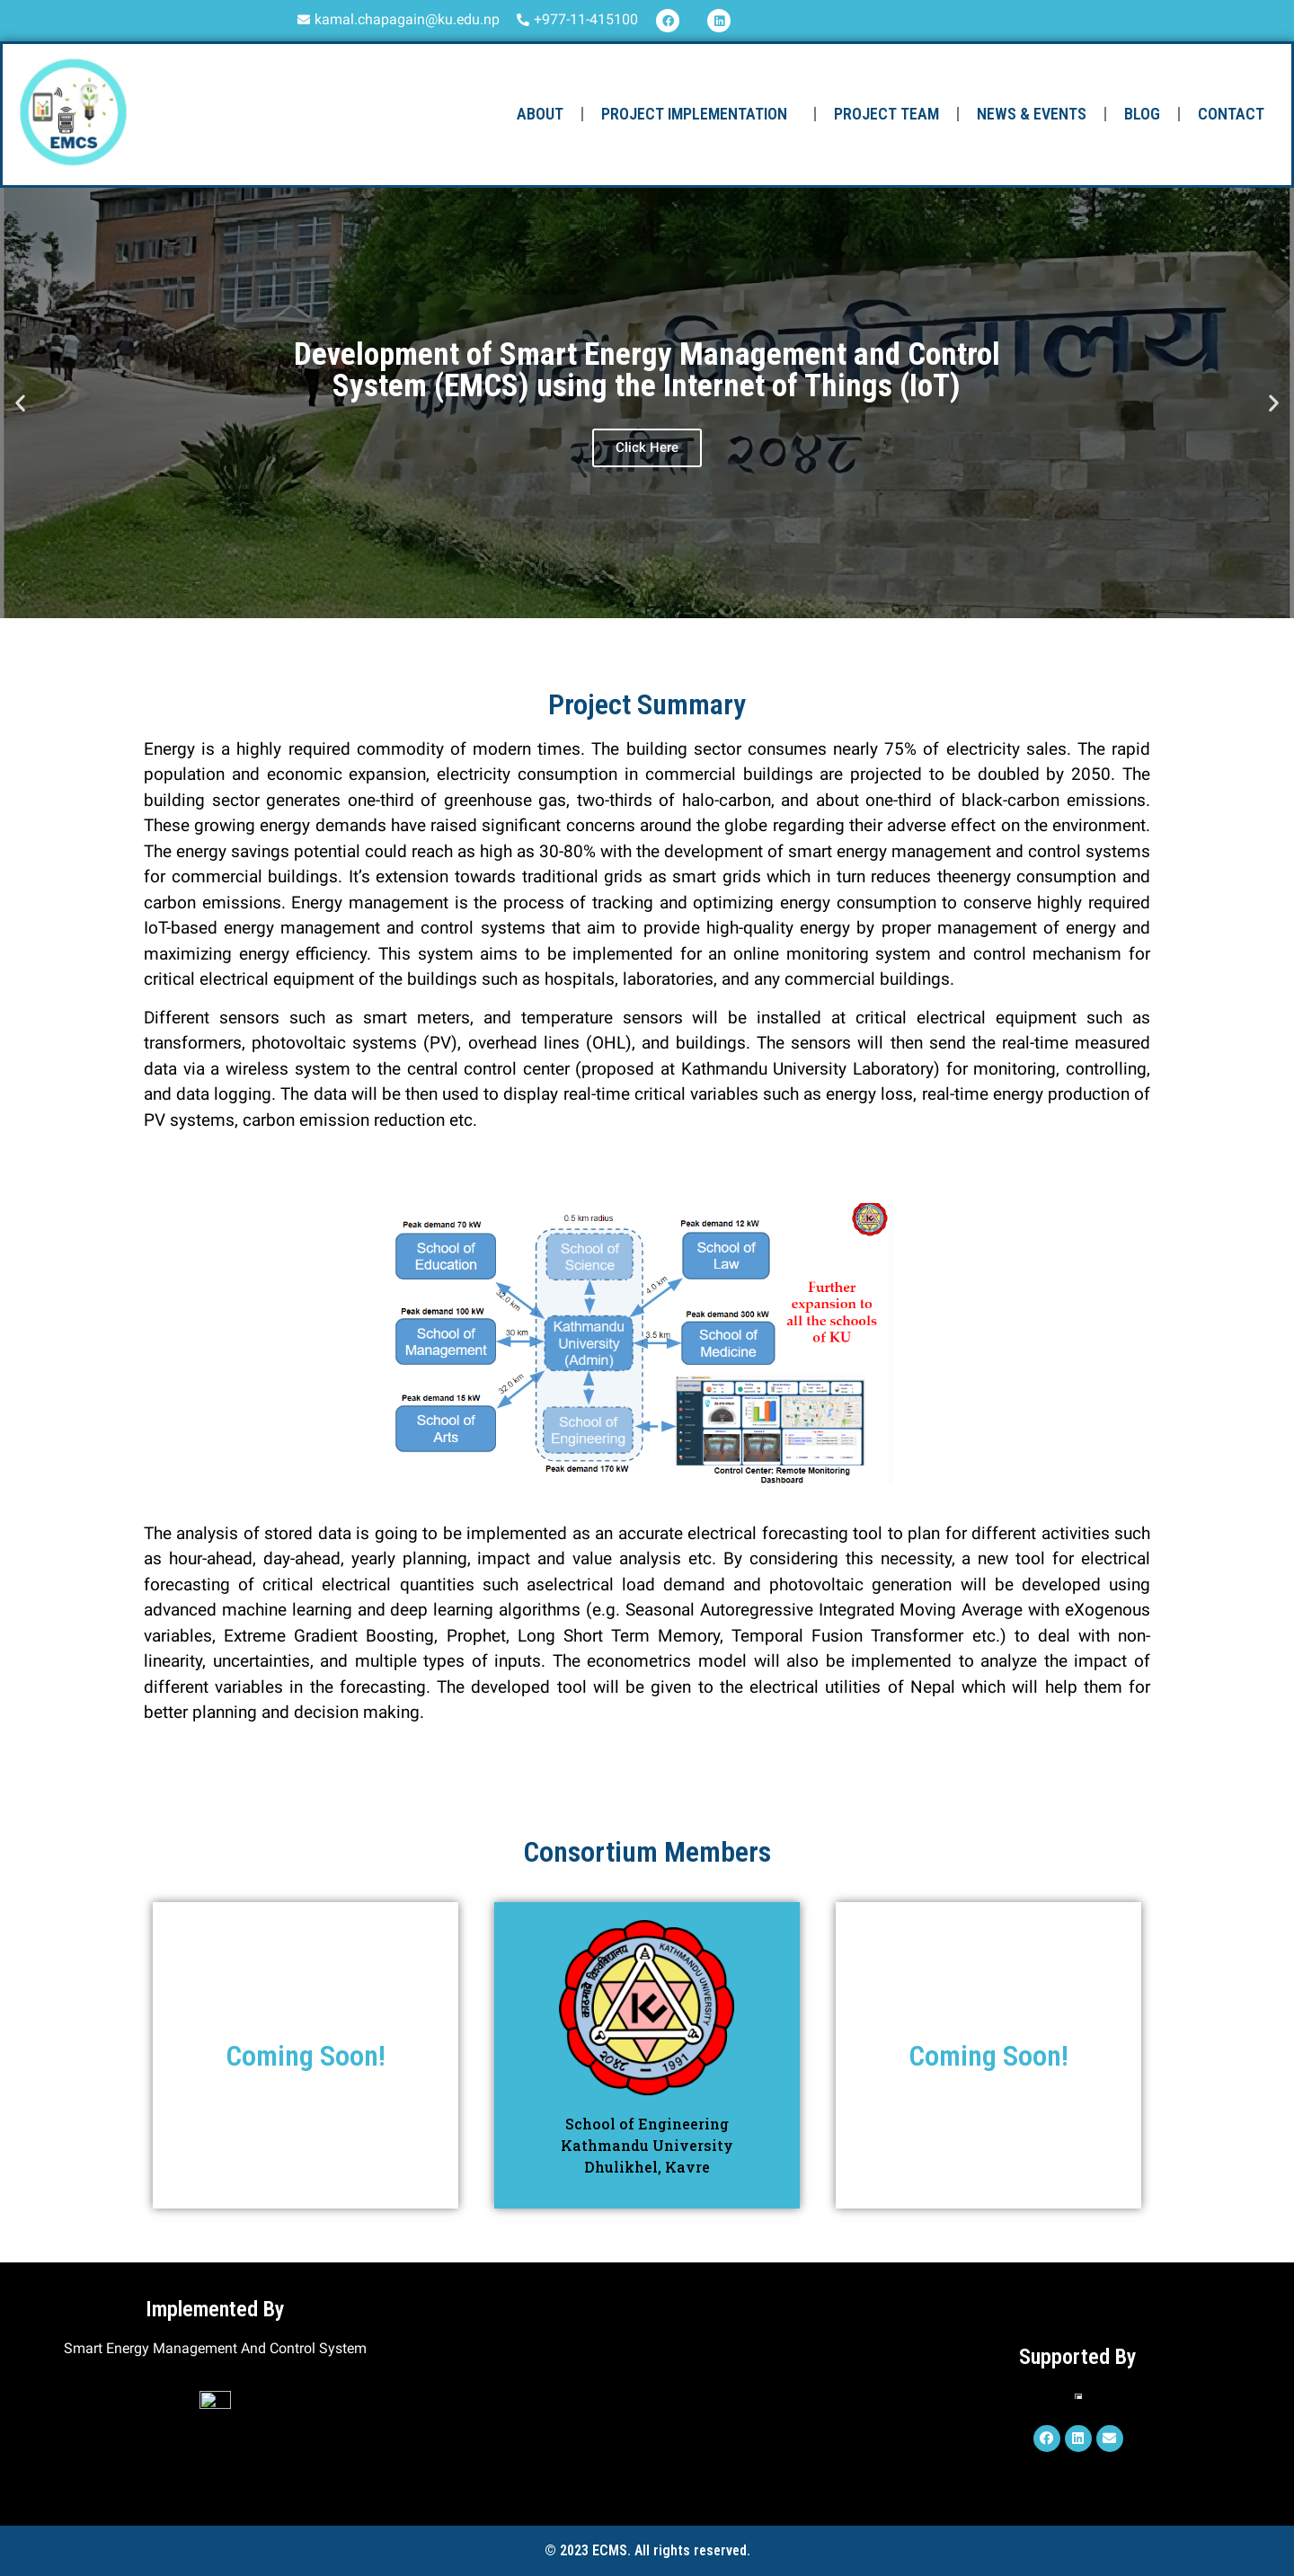 kamal.chapagain@ku.edu.np +977-11-415100
EMCS
ABOUT PROJECT IMPLEMENTATION PROJECT TEAM NEWS & EVENTS BLOG CONTACT
Development of Smart Energy Management and Control
System (EMCS) using the Internet of Things (IoT)
Click Here
स्थापित २०४८
Project Summary
Energy is a highly required commodity of modern times. The building sector consumes nearly 75% of electricity sales. The rapid
population and economic expansion, electricity consumption in commercial buildings are projected to be doubled by 2050. The
building sector generates one-third of greenhouse gas, two-thirds of halo-carbon, and about one-third of black-carbon emissions.
These growing energy demands have raised significant concerns around the globe regarding their adverse effect on the environment.
The energy savings potential could reach as high as 30-80% with the development of smart energy management and control systems
for commercial buildings. It’s extension towards traditional grids as smart grids which in turn reduces theenergy consumption and
carbon emissions. Energy management is the process of tracking and optimizing energy consumption to conserve highly required
IoT-based energy management and control systems that aim to provide high-quality energy by proper management of energy and
maximizing energy efficiency. This system aims to be implemented for an online monitoring system and control mechanism for
critical electrical equipment of the buildings such as hospitals, laboratories, and any commercial buildings.
Different sensors such as smart meters, and temperature sensors will be installed at critical electrical equipment such as
transformers, photovoltaic systems (PV), overhead lines (OHL), and buildings. The sensors will then send the real-time measured
data via a wireless system to the central control center (proposed at Kathmandu University Laboratory) for monitoring, controlling,
and data logging. The data will be then used to display real-time critical variables such as energy loss, real-time energy production of
PV systems, carbon emission reduction etc.
Peak demand 70 kW
School of
Education
0.5 km radius
School of
Science
Peak demand 12 kW
School of
Law
32.0 km
4.0 km
Further
expansion to
all the schools
of KU
Peak demand 100 kW
School of
Management
30 km
Kathmandu
University
(Admin)
3.5 km
Peak demand 300 kW
School of
Medicine
32.0 km
Peak demand 15 kW
School of
Arts
School of
Engineering
Peak demand 170 kW
Control Center: Remote Monitoring
Dashboard
The analysis of stored data is going to be implemented as an accurate electrical forecasting tool to plan for different activities such
as hour-ahead, day-ahead, yearly planning, impact and value analysis etc. By considering this necessity, a new tool for electrical
forecasting of critical electrical quantities such aselectrical load demand and photovoltaic generation will be developed using
advanced machine learning and deep learning algorithms (e.g. Seasonal Autoregressive Integrated Moving Average with eXogenous
variables, Extreme Gradient Boosting, Prophet, Long Short Term Memory, Temporal Fusion Transformer etc.) to deal with non-
linearity, uncertainties, and multiple types of inputs. The econometrics model will also be implemented to analyze the impact of
different variables in the forecasting. The developed tool will be given to the electrical utilities of Nepal which will help them for
better planning and decision making.
Consortium Members
Coming Soon!
काठमाडौं विश्वविद्यालय KATHMANDU UNIVERSITY
२०४८ – 1991
School of Engineering
Kathmandu University
Dhulikhel, Kavre
Coming Soon!
Implemented By
Smart Energy Management And Control System
Supported By
© 2023 ECMS. All rights reserved.